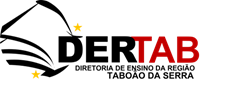 DERTAB
DIRETORIA DE ENSINO DA REGIÃO
TABOÃO DA SERRA